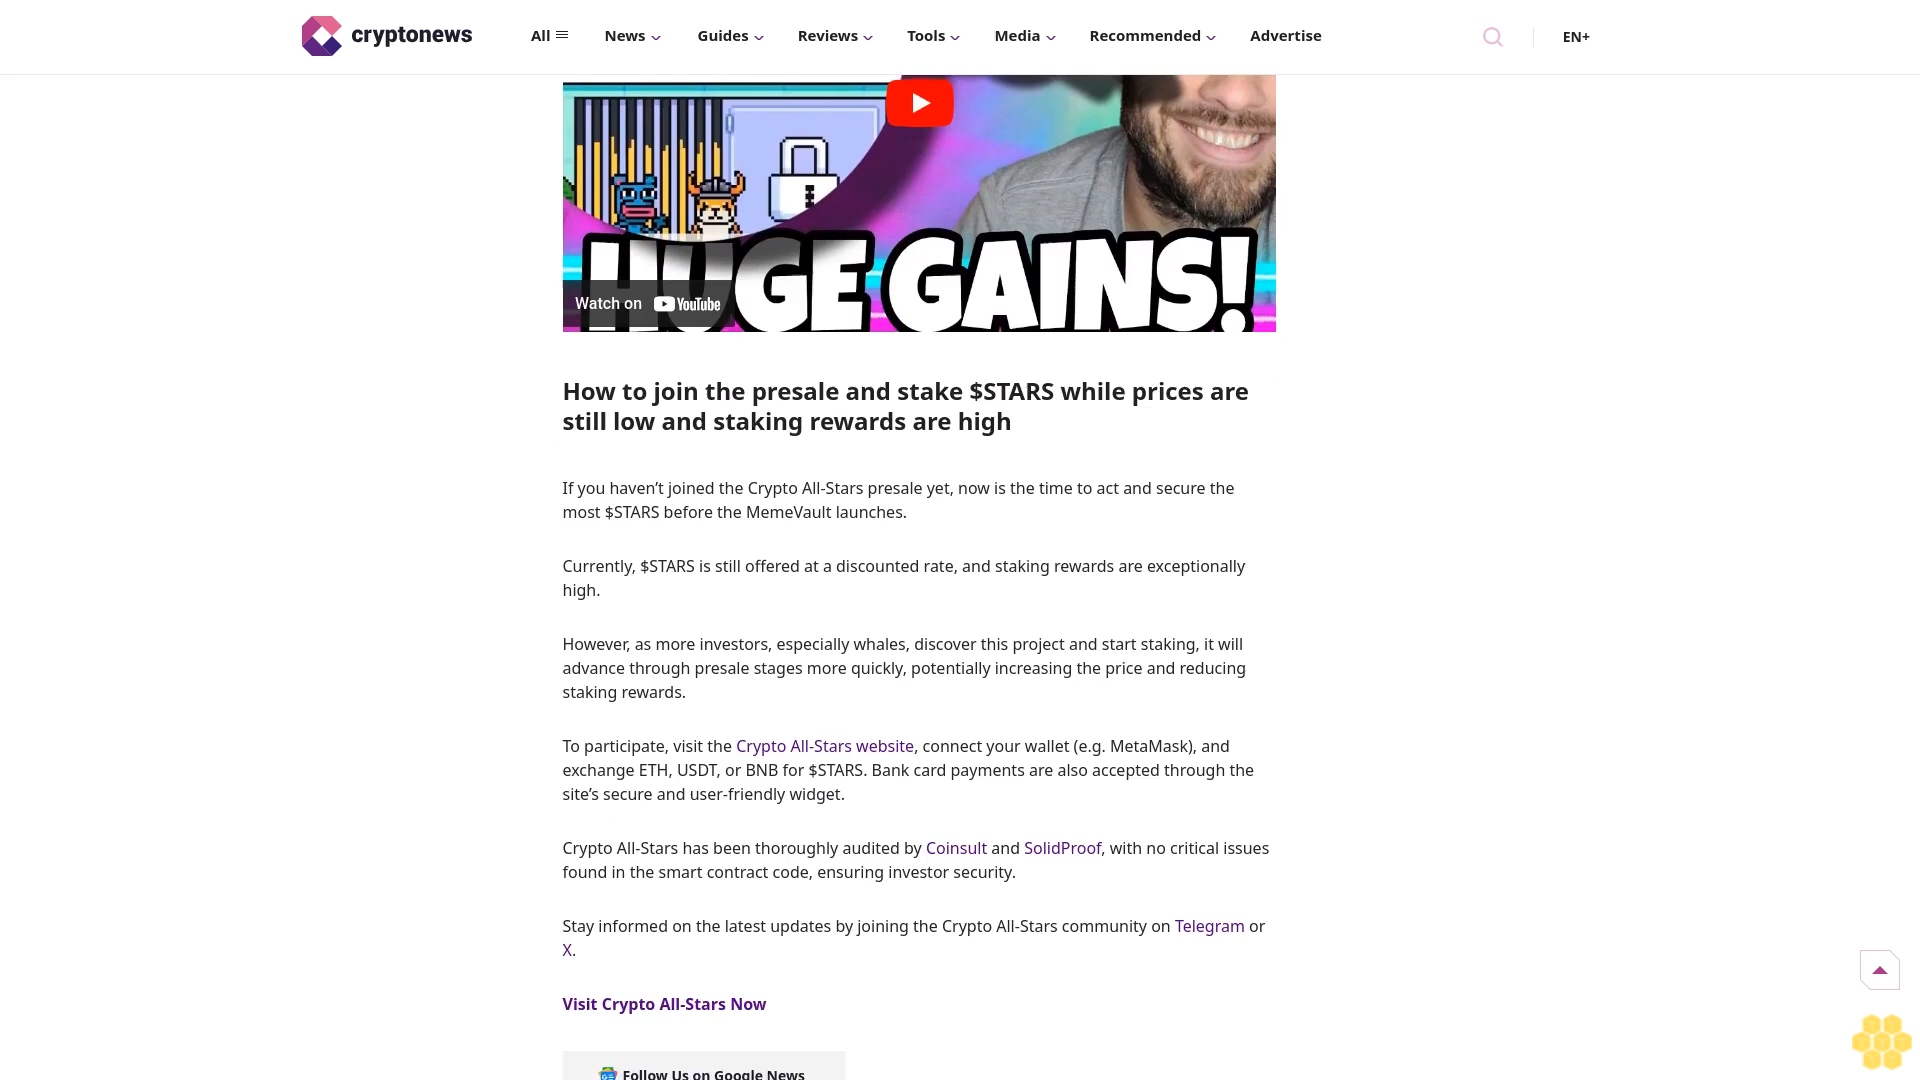 cryptonews
All
News
Guides
Reviews
Tools
Media
Recommended
Advertise
EN+
HUGE GAINS!
Watch on YouTube
How to join the presale and stake $STARS while prices are
still low and staking rewards are high
If you haven’t joined the Crypto All-Stars presale yet, now is the time to act and secure the
most $STARS before the MemeVault launches.
Currently, $STARS is still offered at a discounted rate, and staking rewards are exceptionally
high.
However, as more investors, especially whales, discover this project and start staking, it will
advance through presale stages more quickly, potentially increasing the price and reducing
staking rewards.
To participate, visit the Crypto All-Stars website, connect your wallet (e.g. MetaMask), and
exchange ETH, USDT, or BNB for $STARS. Bank card payments are also accepted through the
site’s secure and user-friendly widget.
Crypto All-Stars has been thoroughly audited by Coinsult and SolidProof, with no critical issues
found in the smart contract code, ensuring investor security.
Stay informed on the latest updates by joining the Crypto All-Stars community on Telegram or
X.
Visit Crypto All-Stars Now
Follow Us on Google News